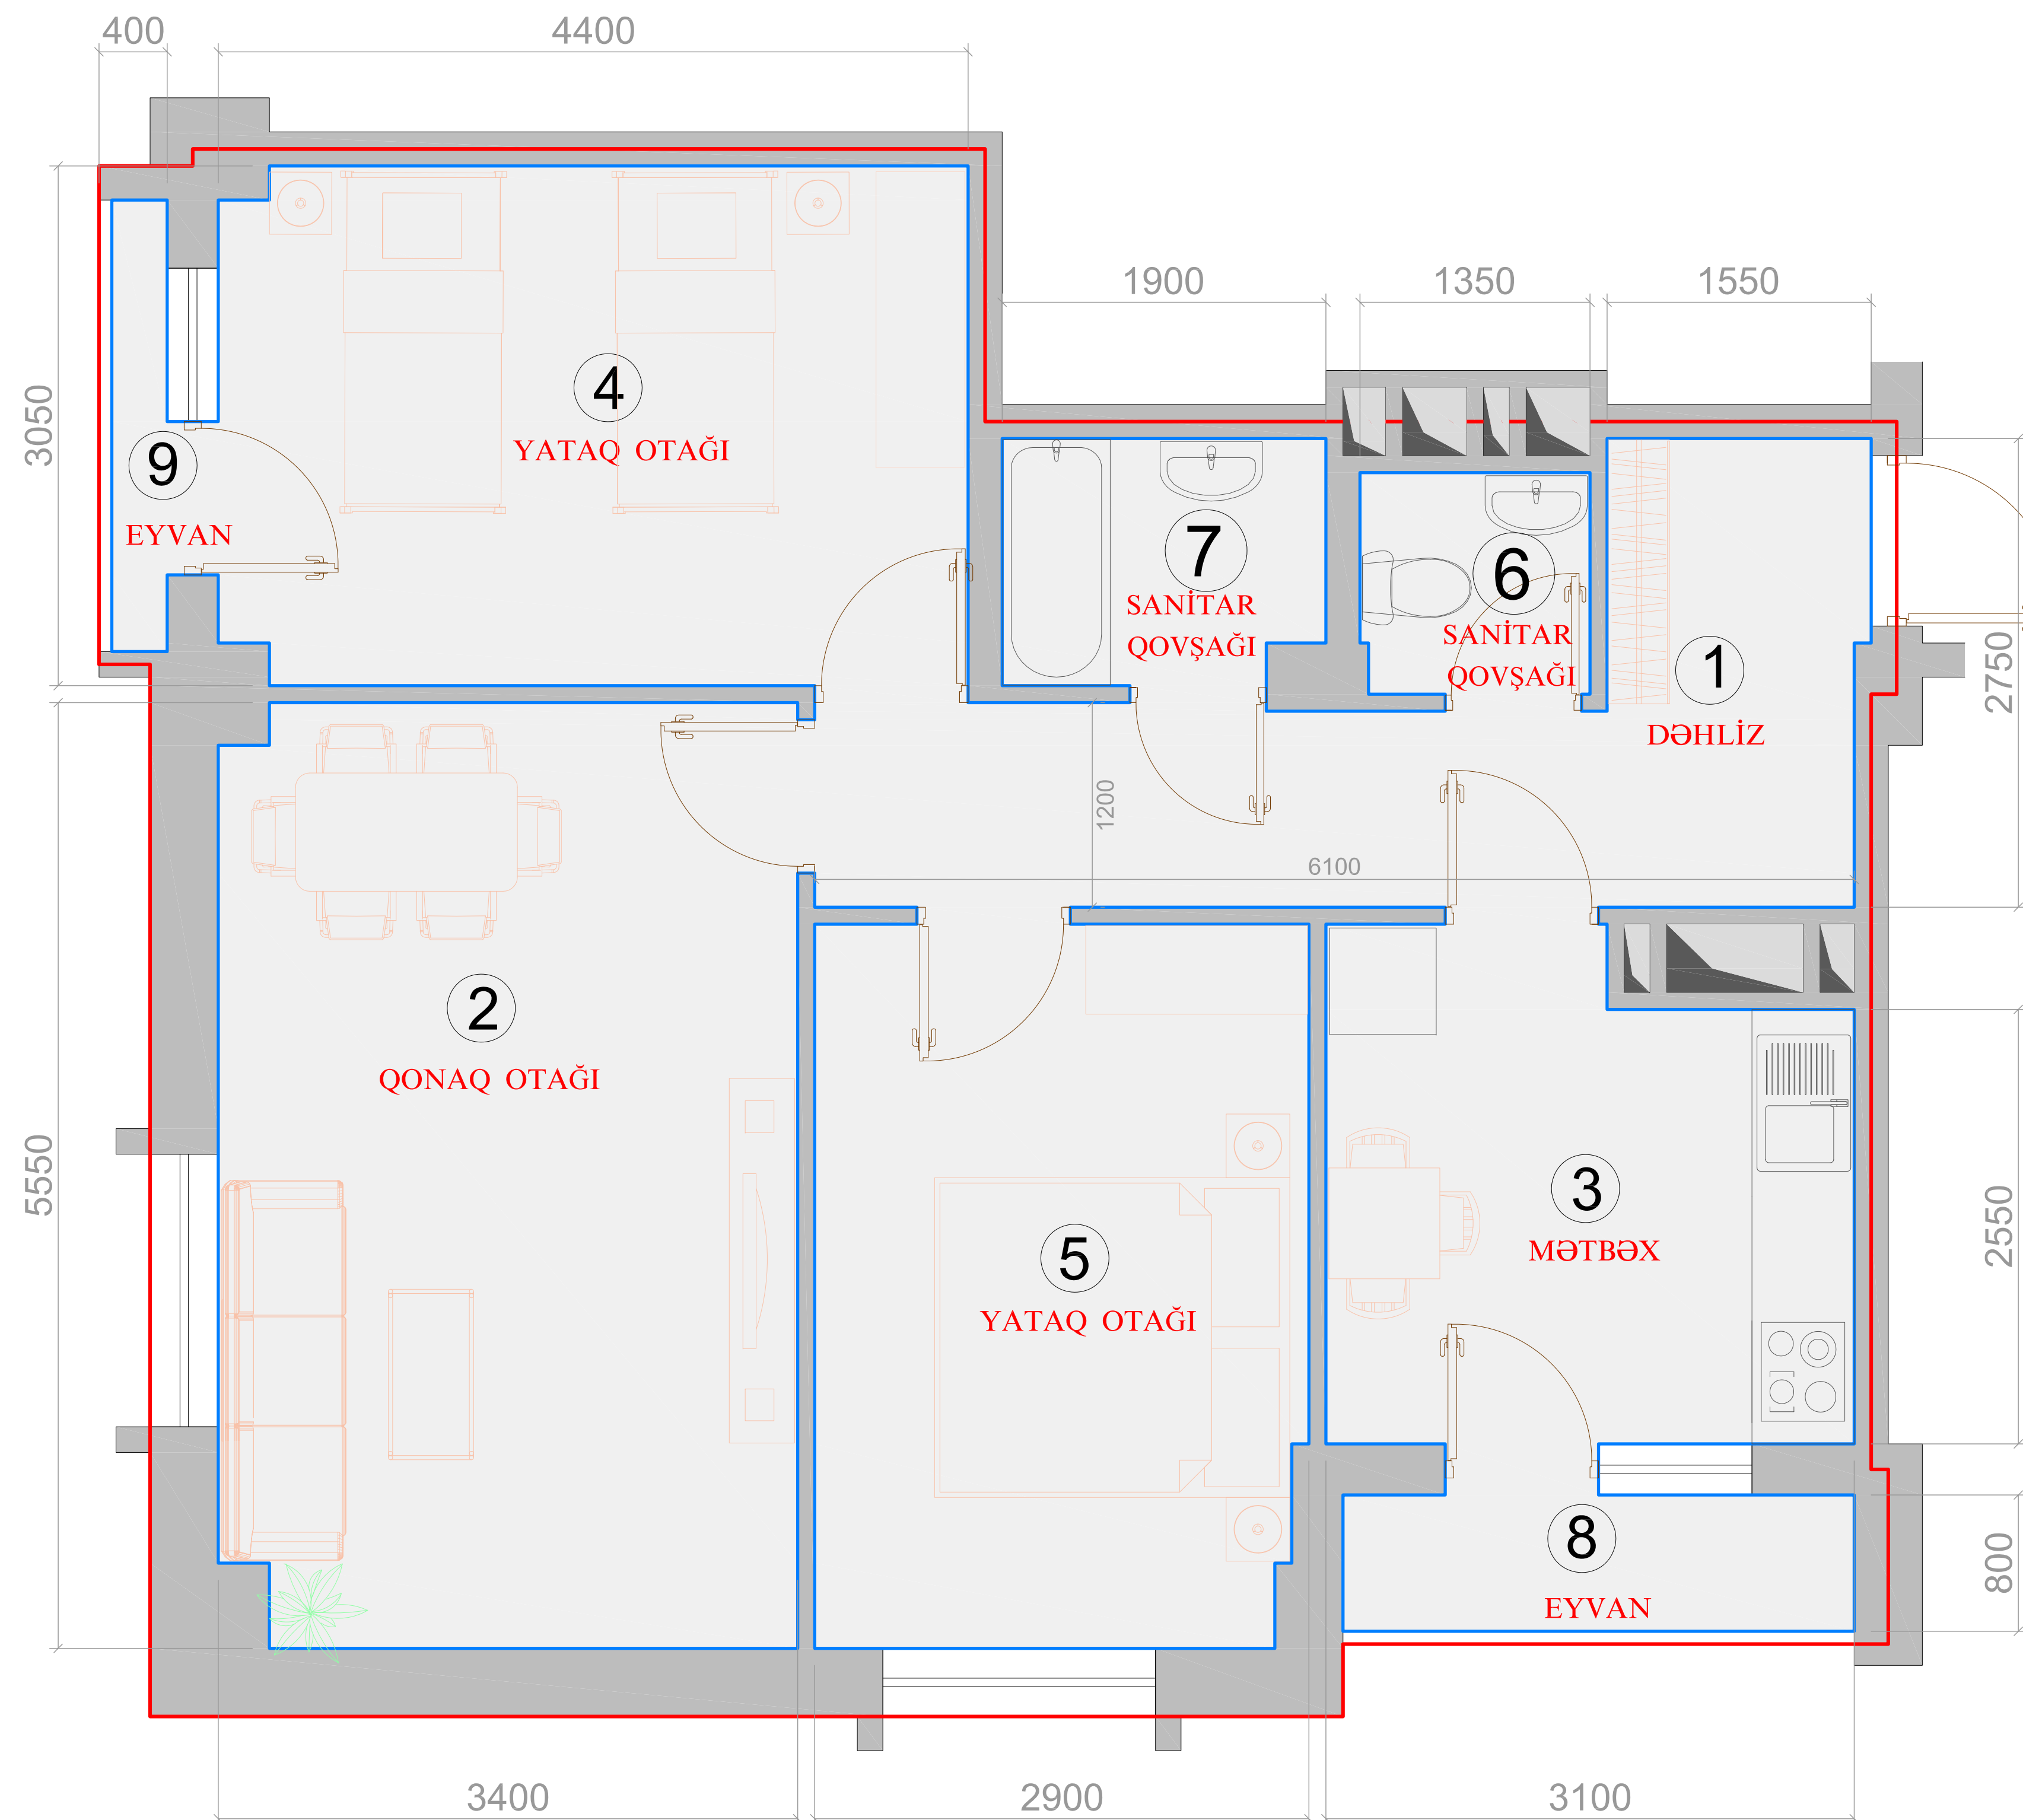 400
4400
1900
1350
1550
3050
4
YATAQ OTAĞI
9
EYVAN
7
SANİTAR
QOVŞAĞI
6
SANİTAR
QOVŞAĞI
1
DƏHLİZ
2750
1200
6100
2
QONAQ OTAĞI
5550
5
YATAQ OTAĞI
3
MƏTBƏX
2550
8
EYVAN
800
3400
2900
3100